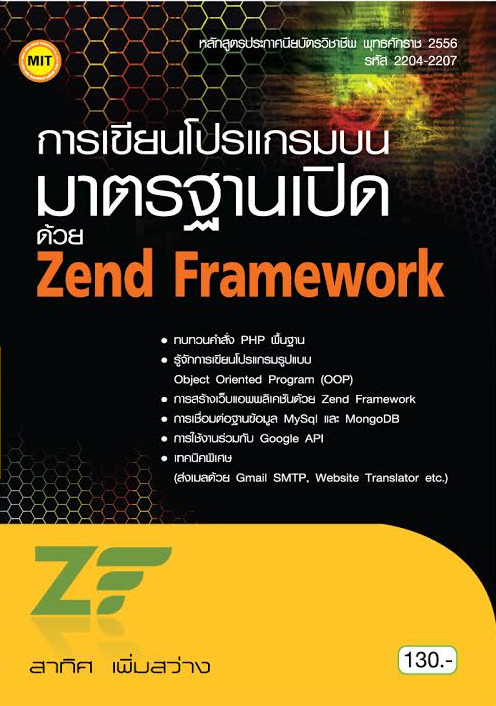 MIT
หลักสูตรประกาศนียบัตรวิชาชีพ พุทธศักราช 2556
รหัส 2204-2207
การเขียนโปรแกรมบน
มาตรฐานเปิด
ด้วย
Zend Framework
• ทบทวนคำสั่ง PHP พื้นฐาน
• รู้จักการเขียนโปรแกรมรูปแบบ
Object Oriented Program (OOP)
• การสร้างเว็บแอพพลิเคชันด้วย Zend Framework
• การเชื่อมต่อฐานข้อมูล MySql และ MongoDB
• การใช้งานร่วมกับ Google API
• เทคนิคพิเศษ
(ส่งเมลด้วย Gmail SMTP, Website Translator etc.)
ZF
สาทิศ เพิ่มสว่าง
130.-